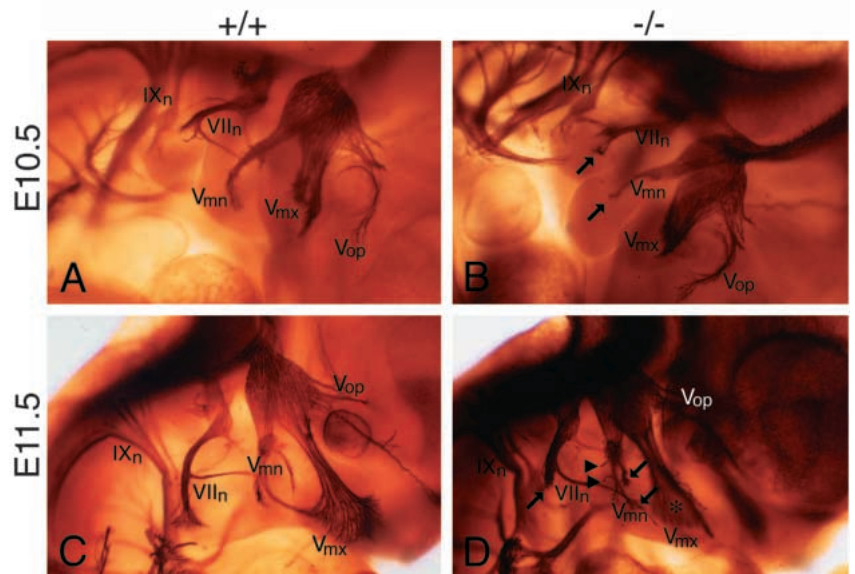 +/+ -/-
E10.5
IXn VIIn Vmn Vmx Vop A
IXn VIIn Vmn Vmx Vop B
E11.5
IXn VIIn Vmn Vop Vmx C
IXn VIIn Vmn Vop Vmx * D